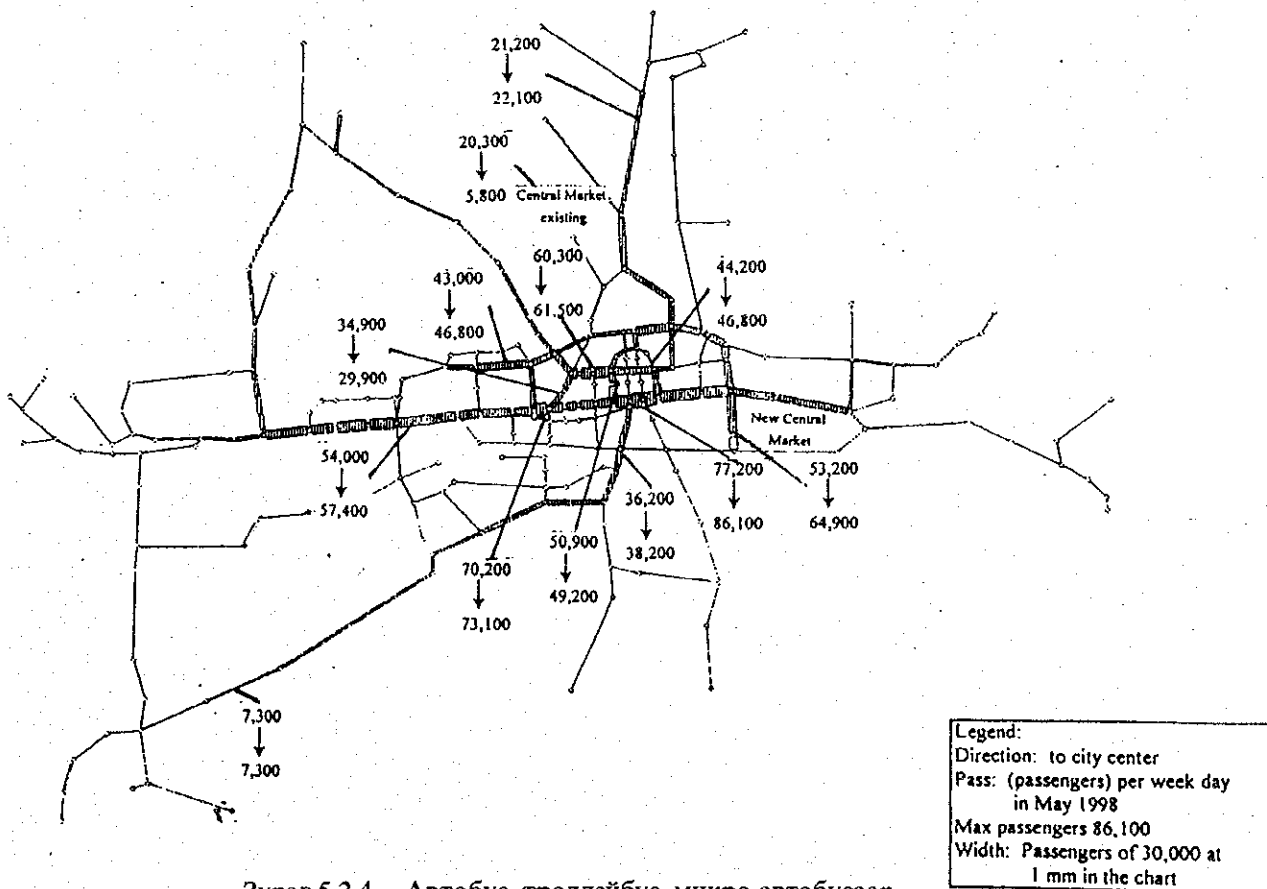 21,200
22,100
20,300
5,800
Central Market
existing
60,300
61,500
44,200
46,800
43,000
46,800
34,900
29,900
New Central
Market
54,000
57,400
77,200
86,100
53,200
64,900
36,200
38,200
50,900
49,200
70,200
73,100
7,300
7,300
Legend:
Direction: to city center
Pass: (passengers) per week day
in May 1998
Max passengers 86,100
Width: Passengers of 30,000 at
1 mm in the chart
5.2.4 Автобус, троллейбус, микро автобусаар